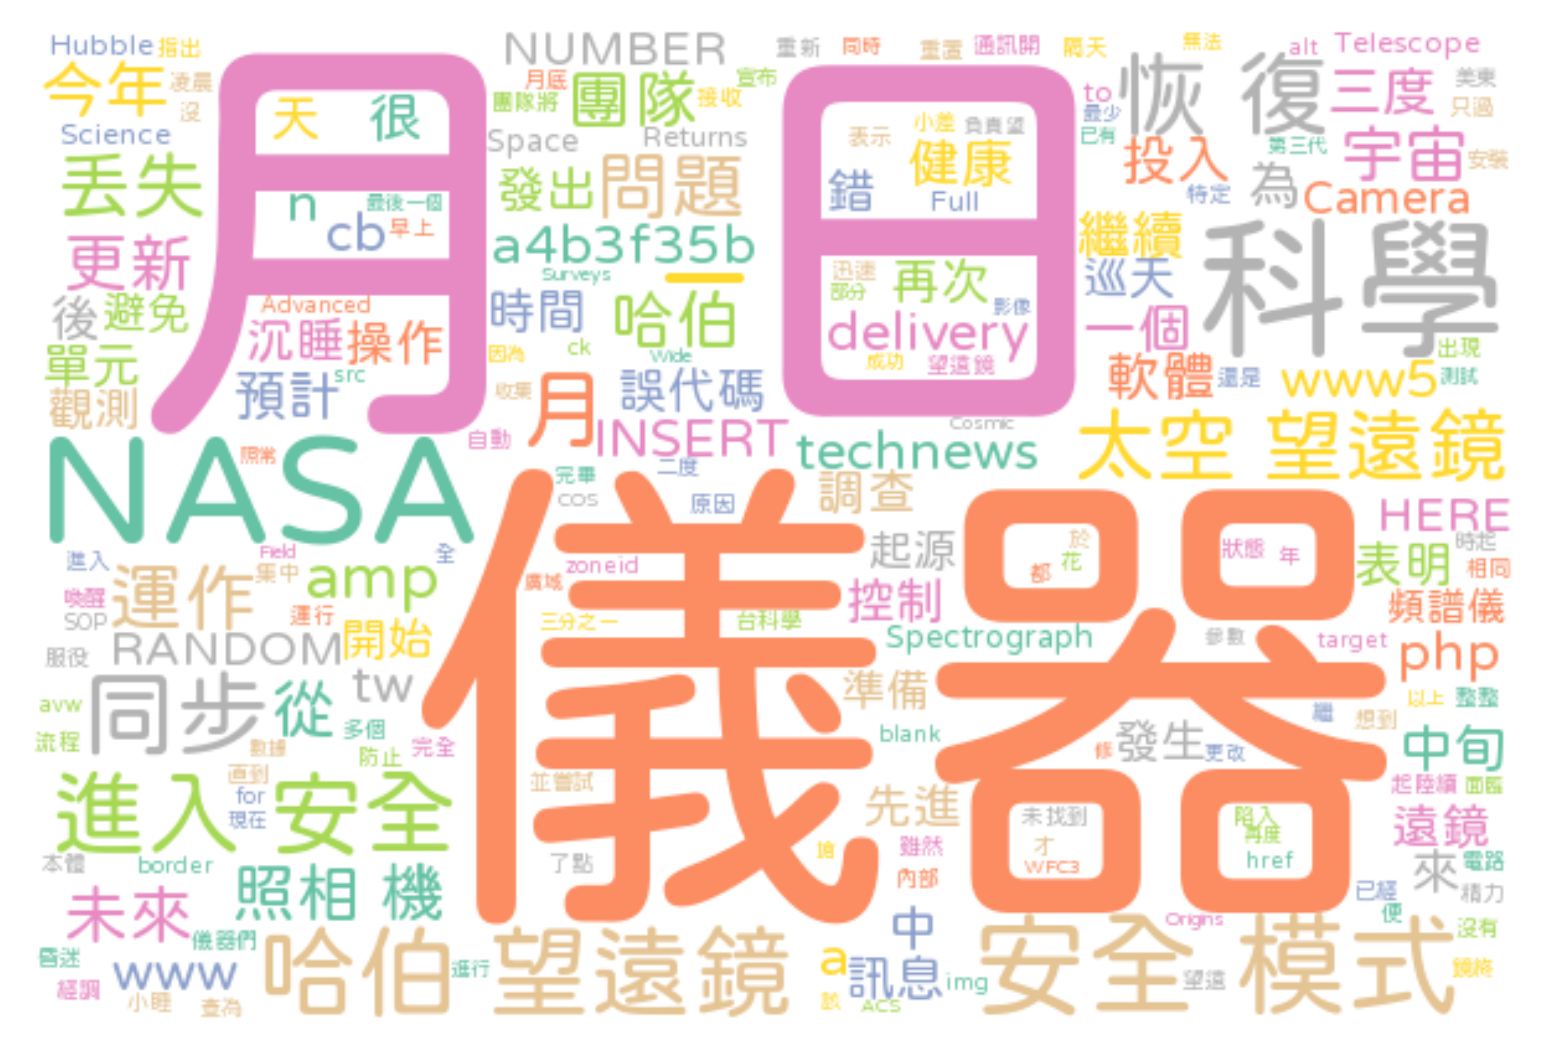 Hubble 指出
今年 凌晨
沒
Science
丟失
更新
後 避免
單元
觀測
月
天 很
n 最後一個
cb 早上
Advanced
沉睡 操作
預計 src
NUMBER
月底 團隊 宣布
團隊將 接收
Space Returns
發出 問題
a4b3f35b
Surveys
時間 哈伯
因為 ck Wide
收集 月 誤代碼
自動 INSERT
重新 同時 重置 通訊開 隔天 無法
日
表示 小差 負責望
錯 健康
Full
迅速 再次
部分 影像
delivery
成功 望遠鏡
alt Telescope
to 恢復 三度 美東
最少 只過
已有 投入 第三代 宇宙 安裝
特定 為 Camera
繼續
巡天 科學
一個
軟體 還是 www5 出現
測試
Cosmic
technews 太空 望遠鏡
NASA
照常
完畢 二度
cos 原因 調查
儀器
起源 HERE
進入 Field 全
喚醒 運作 集中 amp
SOP 運行
zoneid
廣域
三分之一 台科學
控制
於
都 花
狀態 年
表明 時起
相同
頻譜儀
RANDOM 開始
服役
Spectrograph 參數 target php
同步 從 tw
avw
流程 數據 多個
防止 完全
準備
blank
繼 以上 整整
想到
修 發生 更改 中旬
直到
for
現在
進入 安全
並嘗試
先進
起陸續 面臨
遠鏡
未找到
才
WFC3
陷入
再度
href
本體 border
了點 搶 雖然
內部
來 電路
精力
未來 照相 機
儀器們
昏迷 www
經調 小睡 查為
哈伯 望遠鏡
進行
中
a 訊息 img
該 ACS
Origins
安全 模式
望遠
已經
便
沒有
鏡終